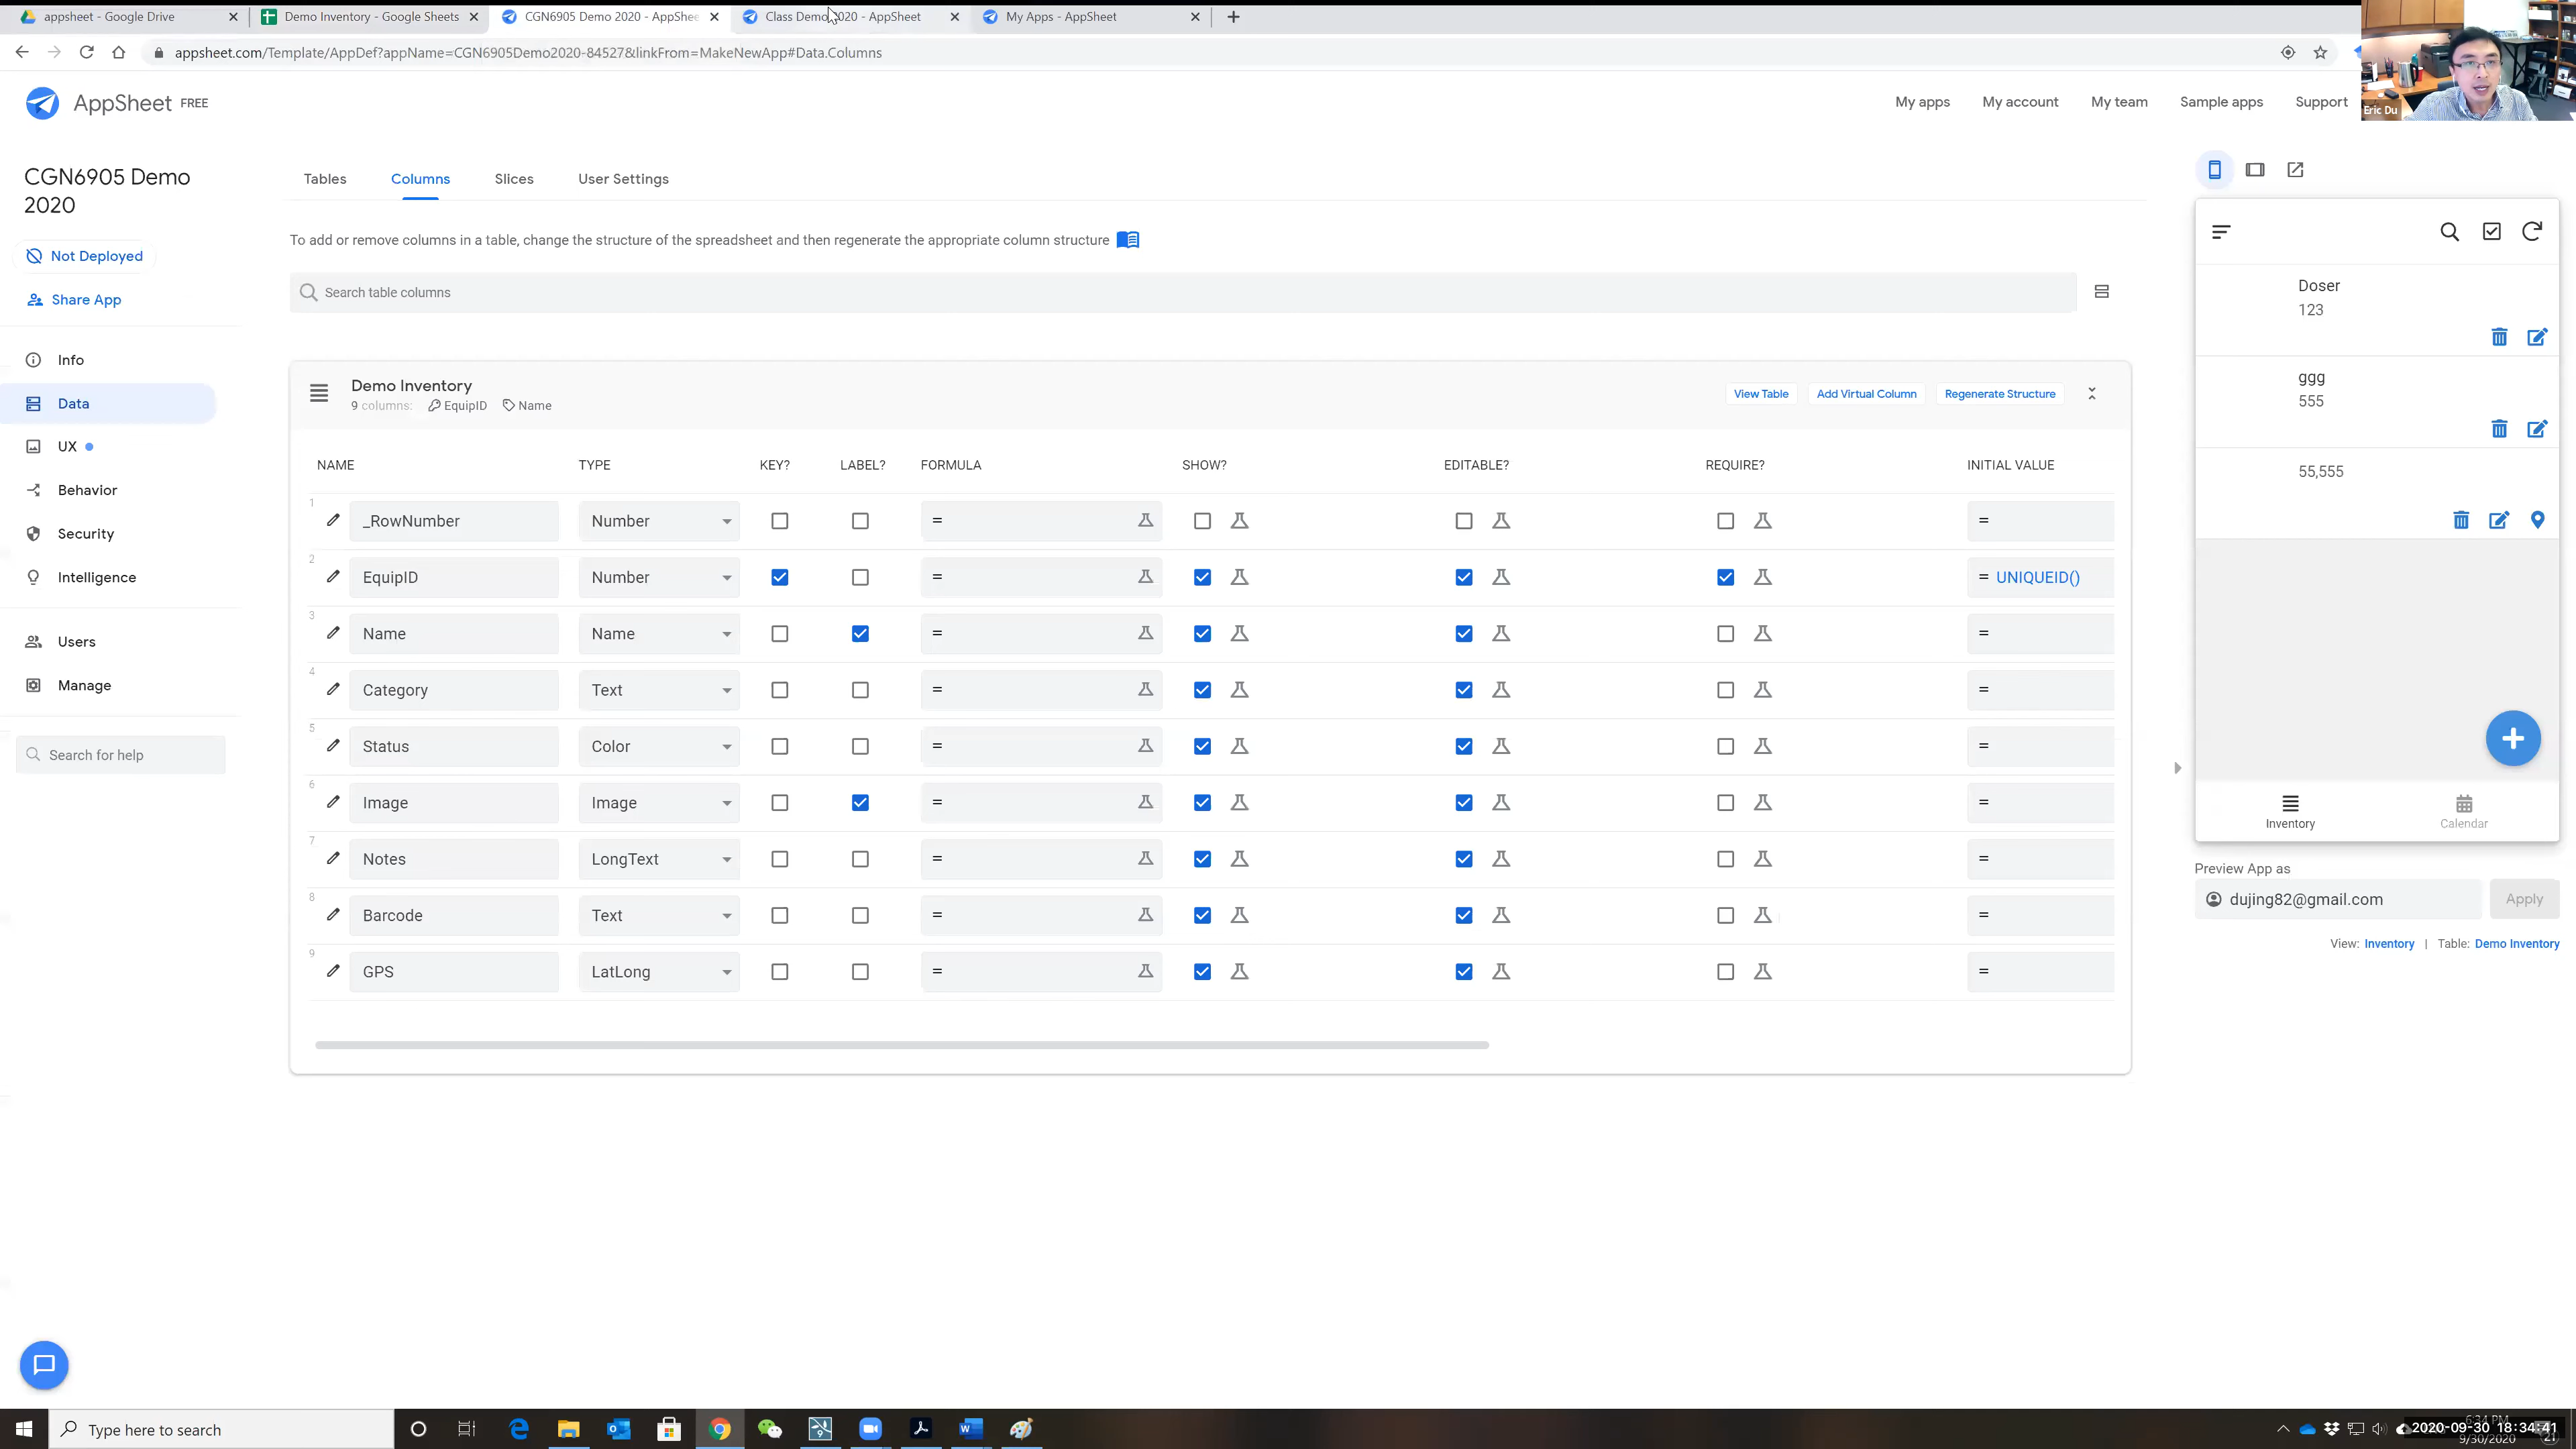 appsheet - Google Drive
Demo Inventory - Google Sheets
CGN6905 Demo 2020 - AppShee
Class Demo 2020 - AppSheet
My Apps - AppSheet
appsheet.com/Template/AppDef?appName=CGN6905Demo2020-84527&linkFrom=MakeNewApp#Data.Columns
Eric Du
AppSheet FREE
My apps
My account
My team
Sample apps
Support
CGN6905 Demo
2020
Not Deployed
Share App
Info
Data
UX
Behavior
Security
Intelligence
Users
Manage
Search for help
Tables
Columns
Slices
User Settings
To add or remove columns in a table, change the structure of the spreadsheet and then regenerate the appropriate column structure
Search table columns
Demo Inventory
9 columns: EquipID Name
View Table
Add Virtual Column
Regenerate Structure
NAME TYPE KEY? LABEL? FORMULA SHOW? EDITABLE? REQUIRE? INITIAL VALUE
1 _RowNumber Number = =
2 EquipID Number = = UNIQUEID()
3 Name Name = =
4 Category Text = =
5 Status Color = =
6 Image Image = =
7 Notes LongText = =
8 Barcode Text = =
9 GPS LatLong = =
Doser
123
ggg
555
55,555
Inventory
Calendar
Preview App as
dujing82@gmail.com
Apply
View: Inventory | Table: Demo Inventory
Type here to search
6:34 PM
2020-09-30 18:34:41
9/30/2020
21